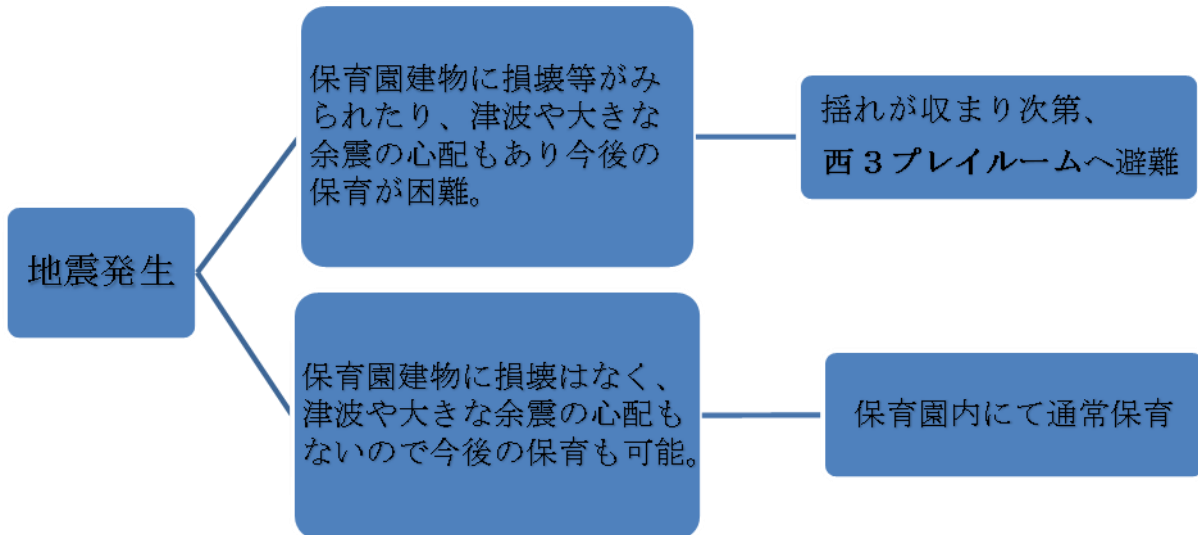 地震発生
保育園建物に損壊等がみ
られたり、津波や大きな
余震の心配もあり今後の
保育が困難。
揺れが収まり次第、
西３プレイルームへ避難
保育園建物に損壊はなく、
津波や大きな余震の心配も
ないので今後の保育も可能。
保育園内にて通常保育